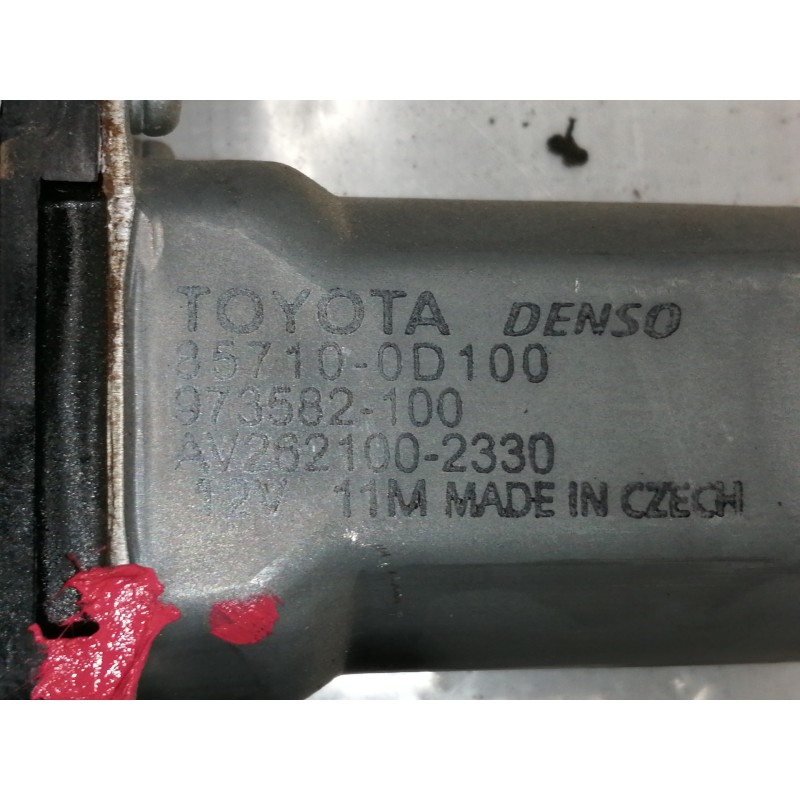 TOYOTA DENSO
85710-0D100
973582-100
AV262100-2330
12V 11M MADE IN CZECH